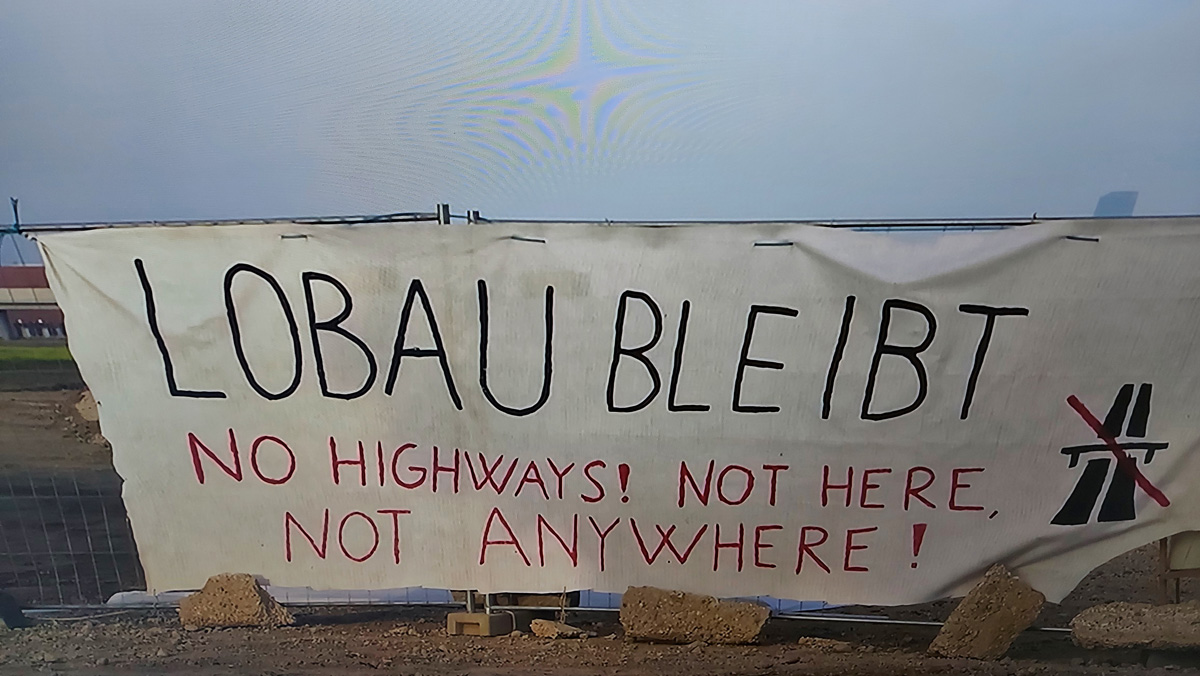 LOBAU BLEIBT
NO HIGHWAYS! NOT HERE,
NOT ANYWHERE!